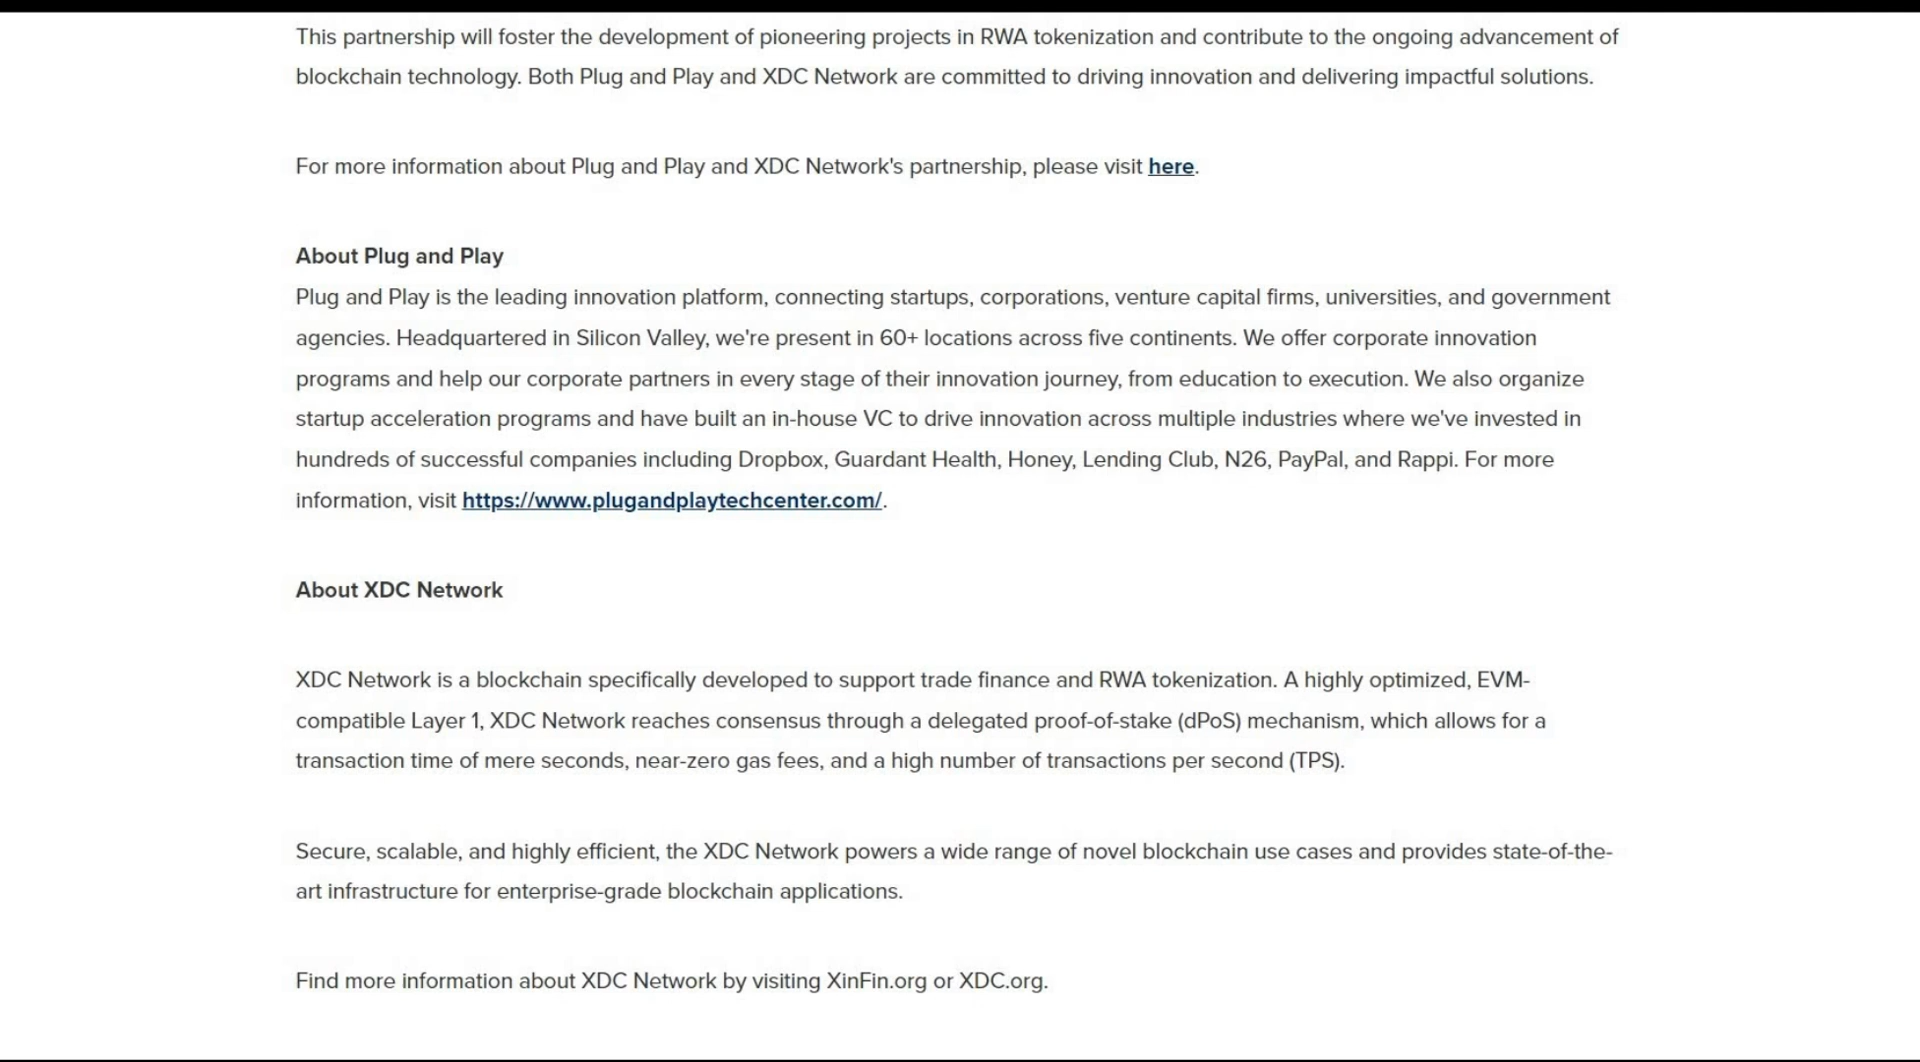 This partnership will foster the development of pioneering projects in RWA tokenization and contribute to the ongoing advancement of
blockchain technology. Both Plug and Play and XDC Network are committed to driving innovation and delivering impactful solutions.
For more information about Plug and Play and XDC Network's partnership, please visit here.
About Plug and Play
Plug and Play is the leading innovation platform, connecting startups, corporations, venture capital firms, universities, and government
agencies. Headquartered in Silicon Valley, we're present in 60+ locations across five continents. We offer corporate innovation
programs and help our corporate partners in every stage of their innovation journey, from education to execution. We also organize
startup acceleration programs and have built an in-house VC to drive innovation across multiple industries where we've invested in
hundreds of successful companies including Dropbox, Guardant Health, Honey, Lending Club, N26, PayPal, and Rappi. For more
information, visit https://www.plugandplaytechcenter.com/.
About XDC Network
XDC Network is a blockchain specifically developed to support trade finance and RWA tokenization. A highly optimized, EVM-
compatible Layer 1, XDC Network reaches consensus through a delegated proof-of-stake (dPoS) mechanism, which allows for a
transaction time of mere seconds, near-zero gas fees, and a high number of transactions per second (TPS).
Secure, scalable, and highly efficient, the XDC Network powers a wide range of novel blockchain use cases and provides state-of-the-
art infrastructure for enterprise-grade blockchain applications.
Find more information about XDC Network by visiting XinFin.org or XDC.org.